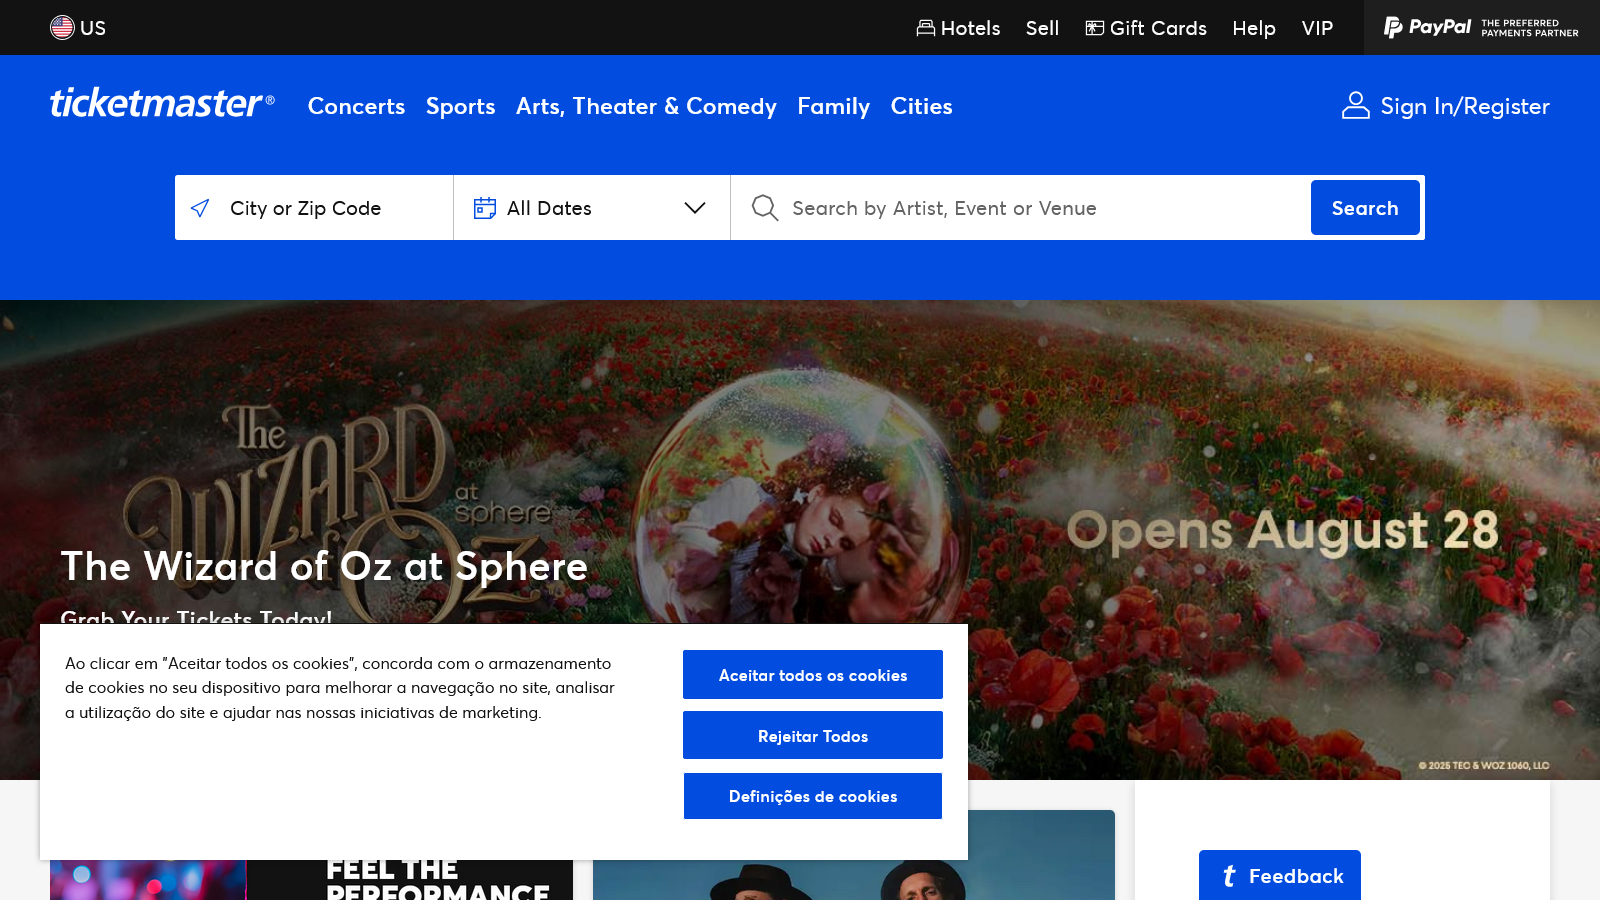 US
Hotels
Sell
Gift Cards
Help
VIP
PayPal
THE PREFERRED
PAYMENTS PARTNER
ticketmaster®
Concerts
Sports
Arts, Theater & Comedy
Family
Cities
Sign In/Register
City or Zip Code
All Dates
Search by Artist, Event or Venue
Search
The
WIZARD
of OZ
at
sphere
Opens August 28
The Wizard of Oz at Sphere
Grab Your Tickets Today!
© 2025 TEC & WOZ 1060, LLC
Ao clicar em "Aceitar todos os cookies", concorda com o armazenamento
de cookies no seu dispositivo para melhorar a navegação no site, analisar
a utilização do site e ajudar nas nossas iniciativas de marketing.
Aceitar todos os cookies
Rejeitar Todos
Definições de cookies
FEEL THE
PERFORMANCE
t Feedback